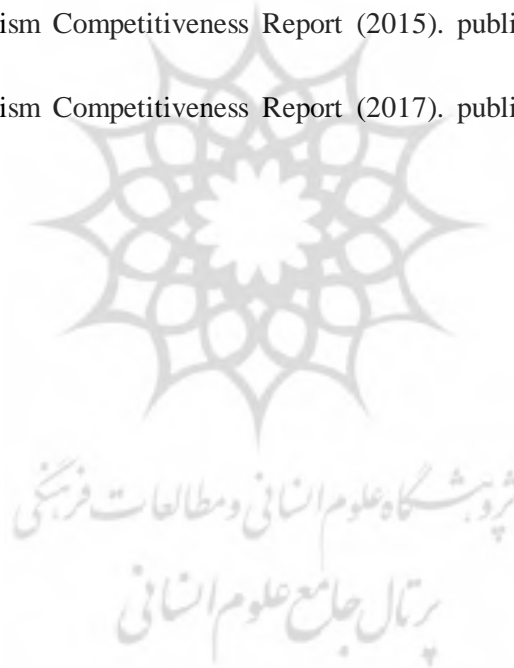 ism Competitiveness Report (2015). publi
ism Competitiveness Report (2017). publi
پژوهشگاه علوم انسانی و مطالعات فرهنگی
پرتال جامع علوم انسانی